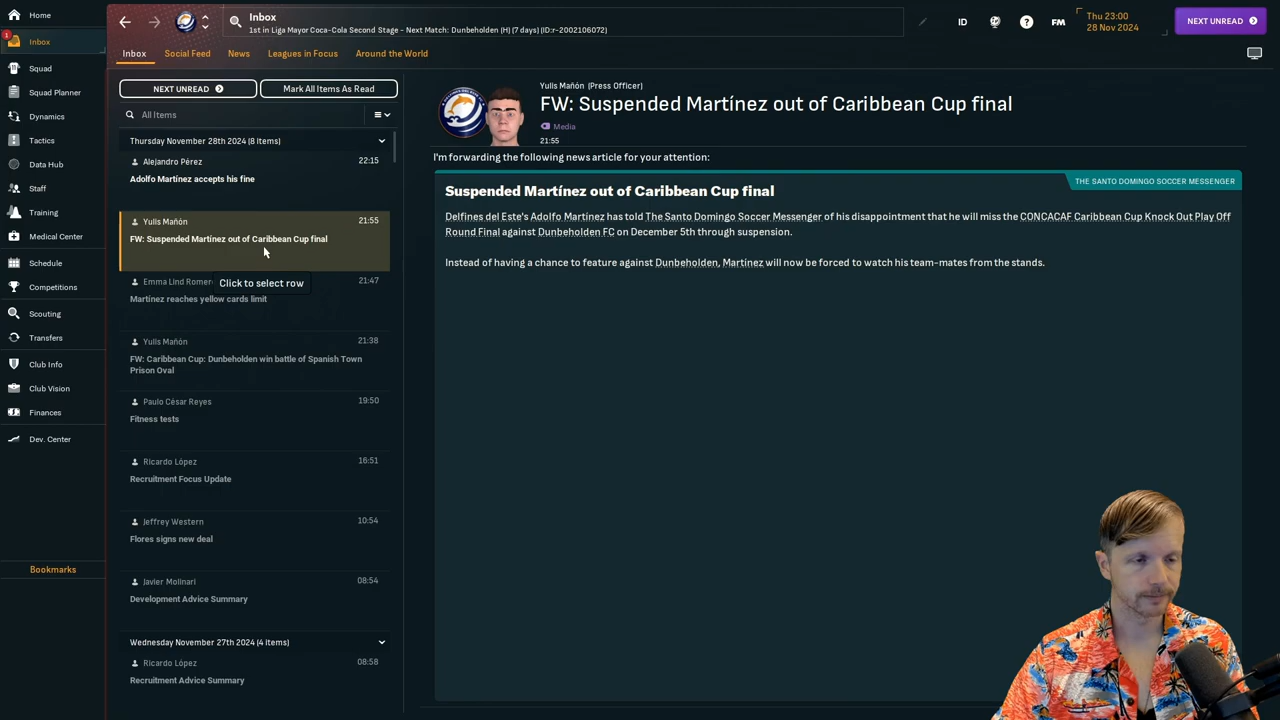 Home
Inbox
1st in Liga Mayor Coca-Cola Second Stage - Next Match: Dunbeholden (H) (7 days) (ID:r-2002106072)
ID
FM
Thu 23:00
28 Nov 2024
NEXT UNREAD
1
Inbox
Squad
Squad Planner
Dynamics
Tactics
Data Hub
Staff
Training
Medical Center
Schedule
Competitions
Scouting
Transfers
Club Info
Club Vision
Finances
Dev. Center
Bookmarks
Inbox
Social Feed
News
Leagues in Focus
Around the World
NEXT UNREAD
Mark All Items As Read
All Items
Thursday November 28th 2024 (8 Items)
Alejandro Pérez
22:15
Adolfo Martínez accepts his fine
Yulis Mañón
21:55
FW: Suspended Martínez out of Caribbean Cup final
Emma Lind Romer
21:47
Click to select row
Martínez reaches yellow cards limit
Yulis Mañón
21:38
FW: Caribbean Cup: Dunbeholden win battle of Spanish Town
Prison Oval
Paulo César Reyes
19:50
Fitness tests
Ricardo López
16:51
Recruitment Focus Update
Jeffrey Western
10:54
Flores signs new deal
Javier Molinari
08:54
Development Advice Summary
Wednesday November 27th 2024 (4 Items)
Ricardo López
08:58
Recruitment Advice Summary
Yulis Mañón (Press Officer)
FW: Suspended Martínez out of Caribbean Cup final
Media
21:55
I'm forwarding the following news article for your attention:
THE SANTO DOMINGO SOCCER MESSENGER
Suspended Martínez out of Caribbean Cup final
Delfines del Este's Adolfo Martínez has told The Santo Domingo Soccer Messenger of his disappointment that he will miss the CONCACAF Caribbean Cup Knock Out Play Off
Round Final against Dunbeholden FC on December 5th through suspension.
Instead of having a chance to feature against Dunbeholden, Martínez will now be forced to watch his team-mates from the stands.